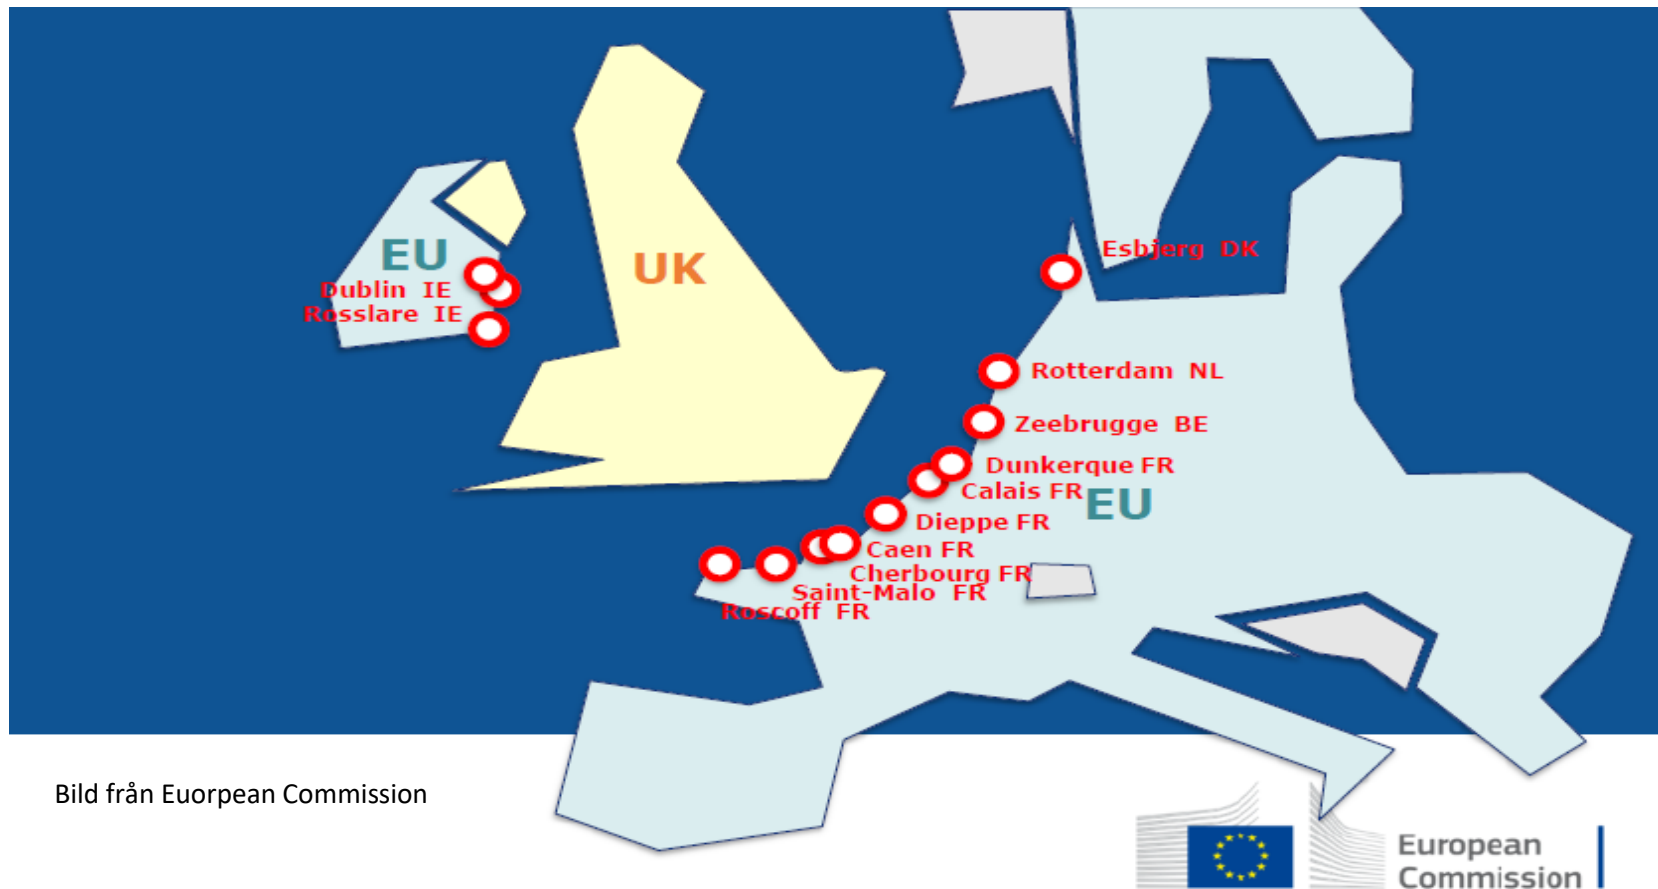 EU
UK
Esbjerg DK
Dublin IE
Rosslare IE
Rotterdam NL
Zeebrugge BE
Dunkerque FR
Calais FR
EU
Dieppe FR
Caen FR
Cherbourg FR
Saint-Malo FR
Roscoff FR
Bild från Euorpean Commission
European
Commission